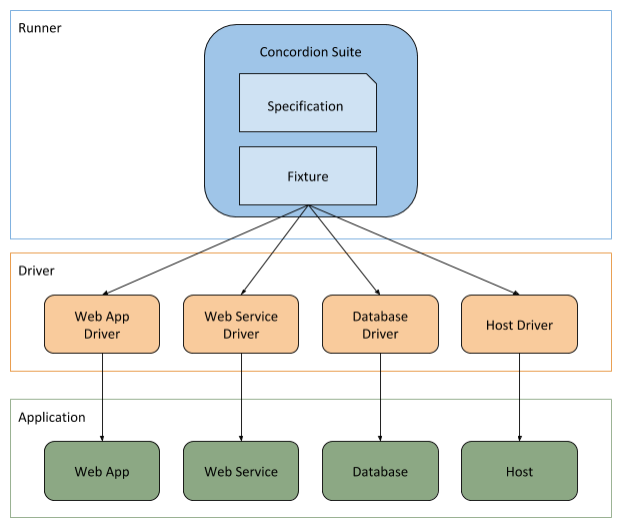 Runner
Concordion Suite
Specification
Fixture
Driver
Web App
Driver
Web Service
Driver
Database
Driver
Host Driver
Application
Web App
Web Service
Database
Host